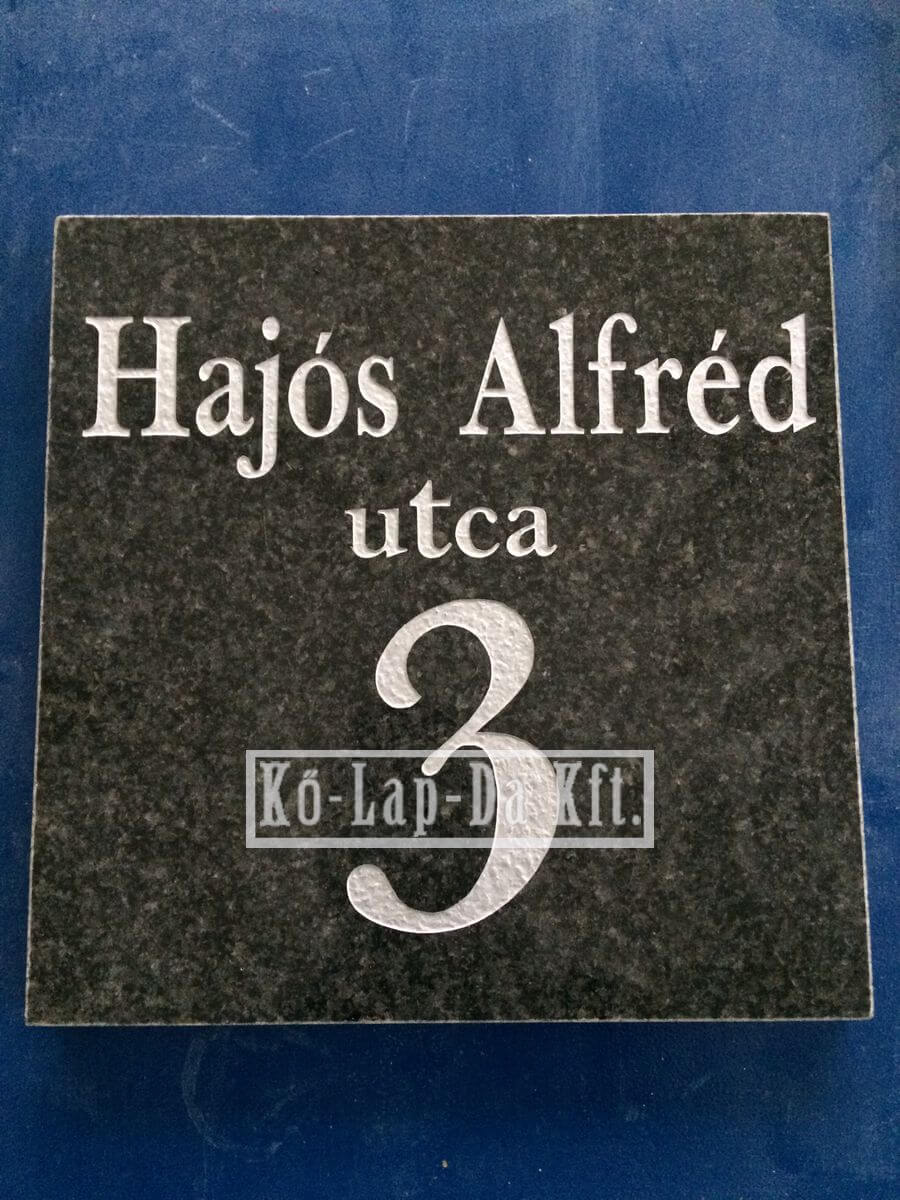 Hajós Alfréd
utca
3
Kő-Lap-Da Kft.